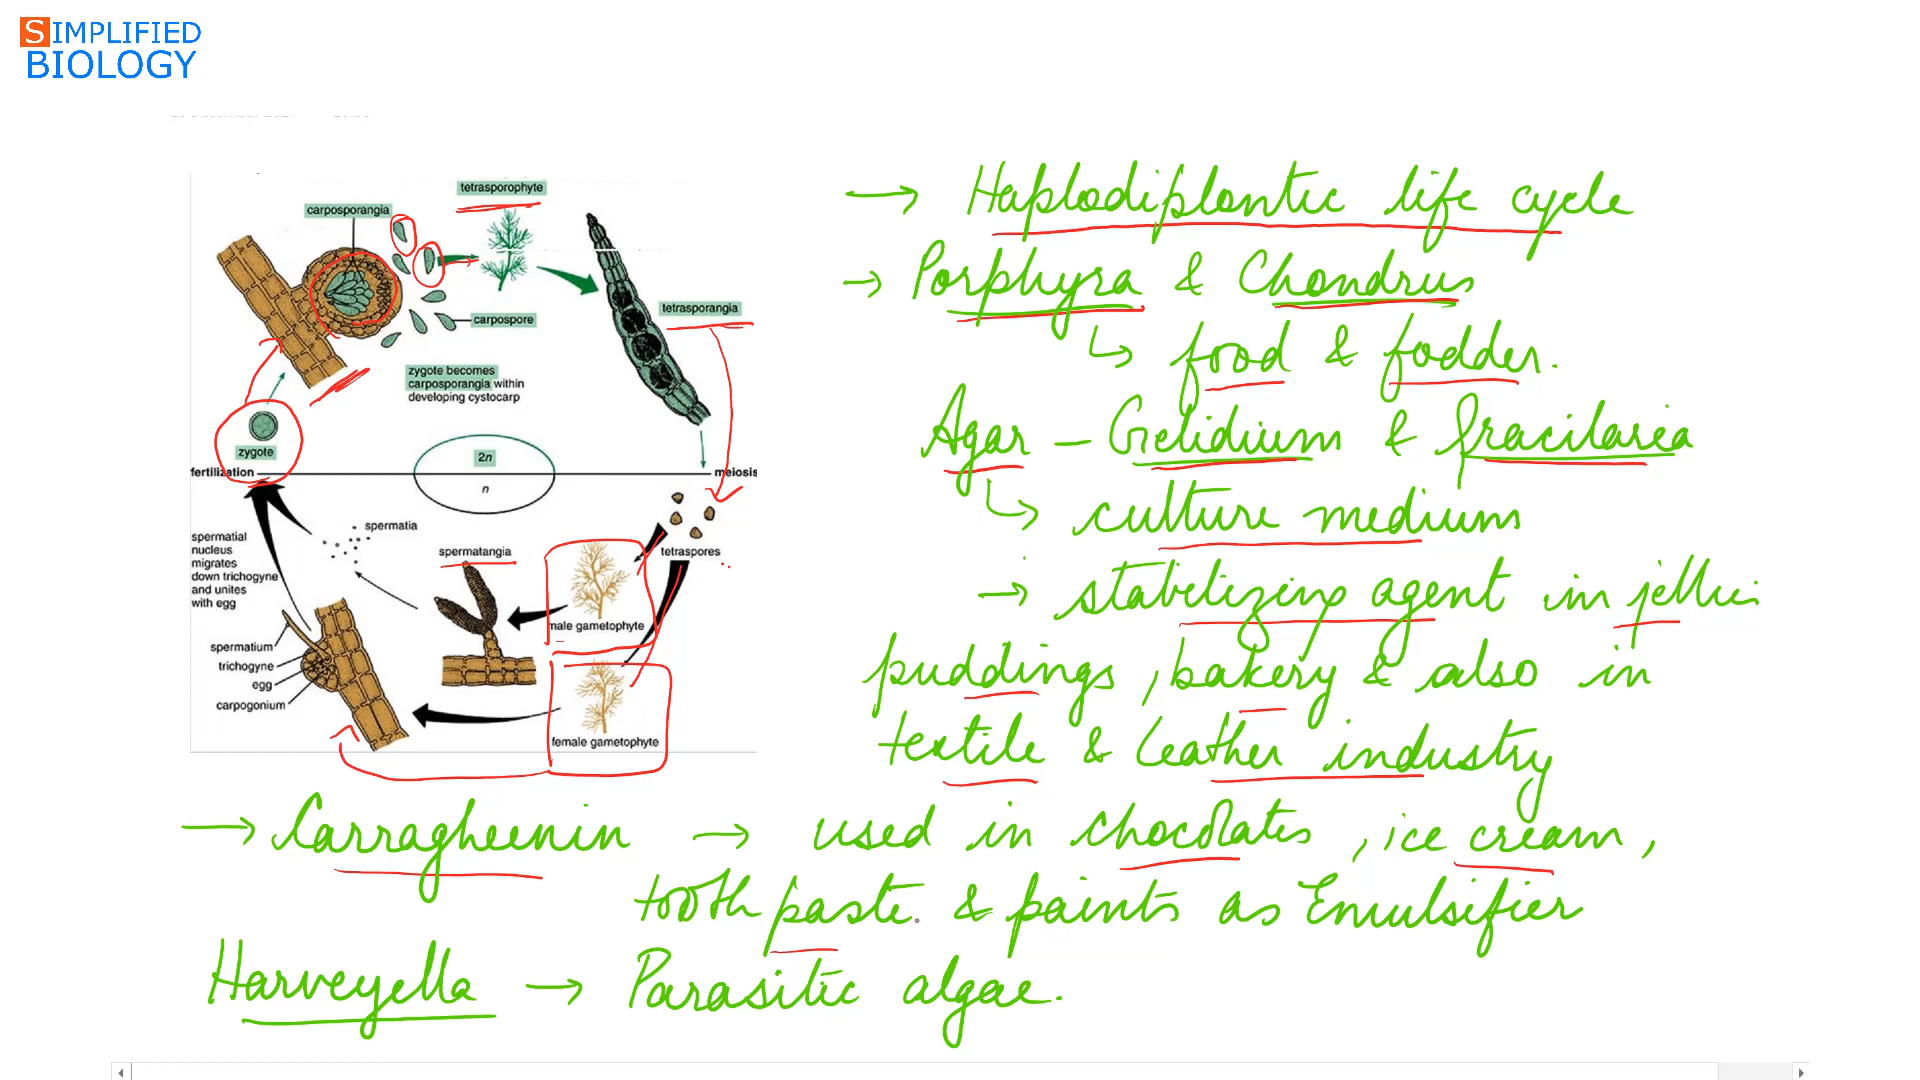 SIMPLIFIED
BIOLOGY
tetrasporophyte
carposporangia
carpospore
tetrasporangia
zygote becomes
carposporangia within
developing cystocarp
zygote
2n
fertilization
meiosis
n
spermatia
spermatial
nucleus
migrates
down trichogyne
and unites
with egg
spermatangia
tetraspores
male gametophyte
spermatium
trichogyne
egg
carpogonium
female gametophyte
→ Haplodiplontic life cycle
→ Porphyra & Chondrus
↳ food & fodder.
Agar - Gelidium & Gracilaria
↳ culture medium
→ stabilizing agent in jellies
puddings, bakery & also in
textile & leather industry
→ Carragheenin → used in chocolates, ice cream,
tooth paste & paints as Emulsifier
Harveyella → Parasitic algae.